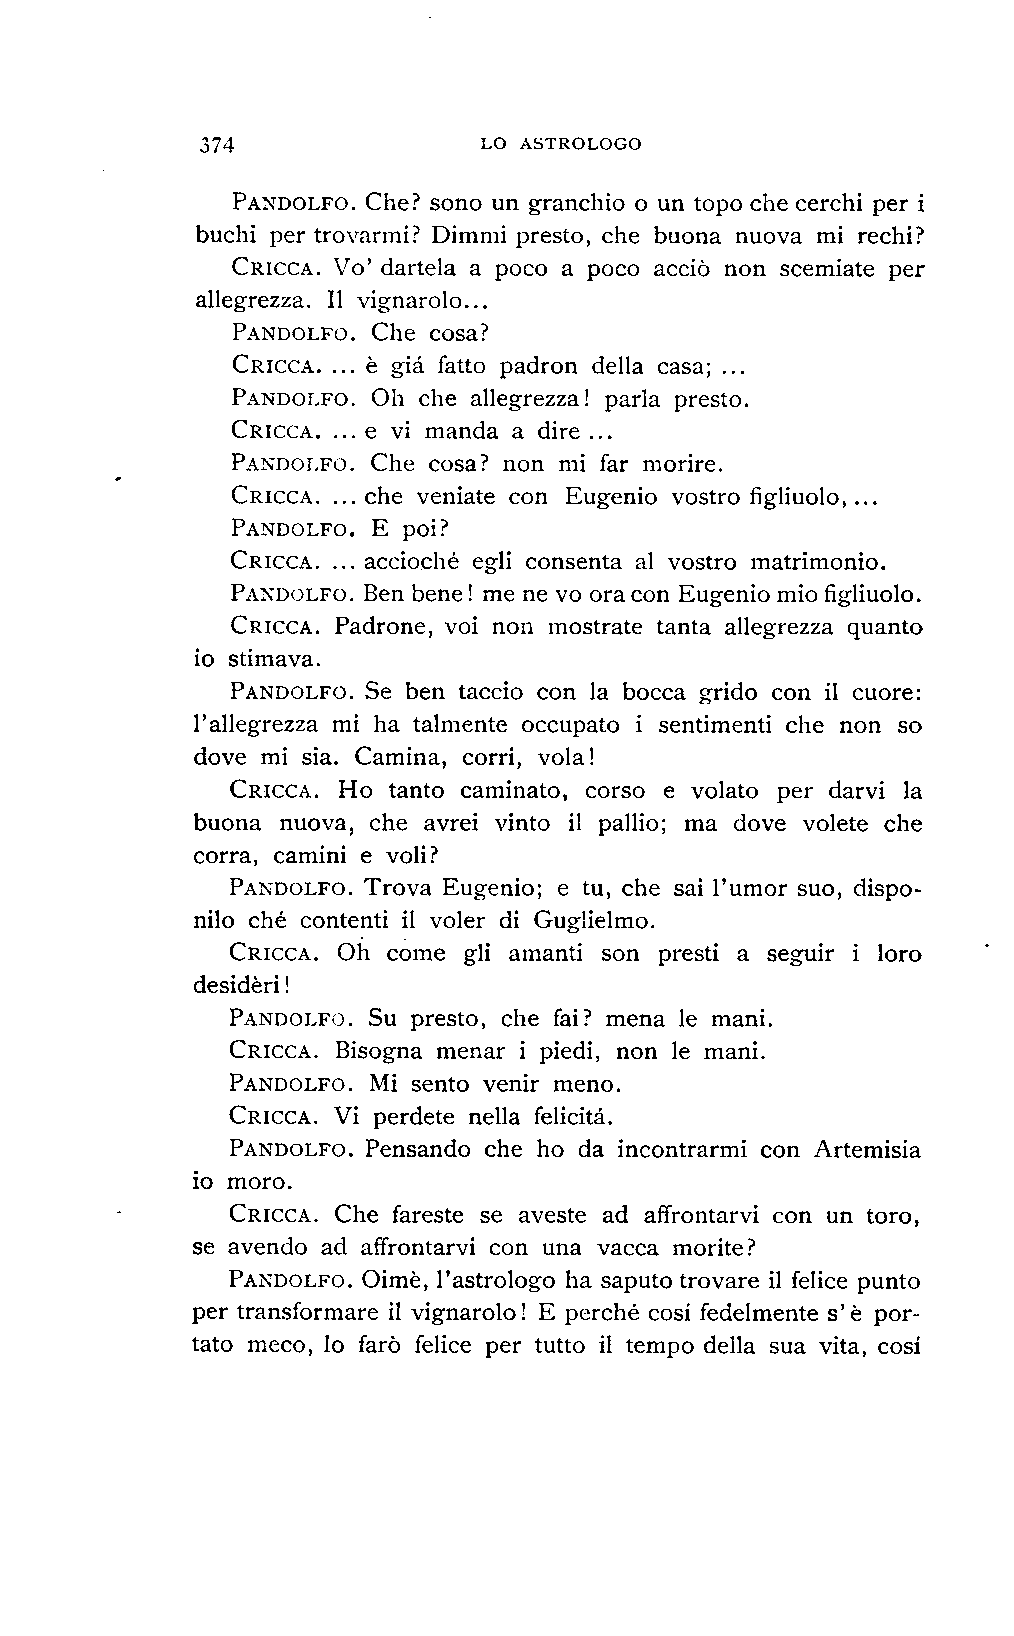 374 LO ASTROLOGO
PANDOLFO. Che? sono un granchio o un topo che cerchi per i
buchi per trovarmi? Dimmi presto, che buona nuova mi rechi?
CRICCA. Vo' dartela a poco a poco acciò non scemiate per
allegrezza. Il vignarolo...
PANDOLFO. Che cosa?
CRICCA. ... è giá fatto padron della casa; ...
PANDOLFO. Oh che allegrezza! parla presto.
CRICCA. ... e vi manda a dire ...
PANDOLFO. Che cosa? non mi far morire.
CRICCA. ... che veniate con Eugenio vostro figliuolo, ...
PANDOLFO. E poi?
CRICCA. ... accioché egli consenta al vostro matrimonio.
PANDOLFO. Ben bene! me ne vo ora con Eugenio mio figliuolo.
CRICCA. Padrone, voi non mostrate tanta allegrezza quanto
io stimava.
PANDOLFO. Se ben taccio con la bocca grido con il cuore:
l'allegrezza mi ha talmente occupato i sentimenti che non so
dove mi sia. Camina, corri, vola!
CRICCA. Ho tanto caminato, corso e volato per darvi la
buona nuova, che avrei vinto il pallio; ma dove volete che
corra, camini e voli?
PANDOLFO. Trova Eugenio; e tu, che sai l'umor suo, dispo-
nilo ché contenti il voler di Guglielmo.
CRICCA. Oh come gli amanti son presti a seguir i loro
desidèri!
PANDOLFO. Su presto, che fai? mena le mani.
CRICCA. Bisogna menar i piedi, non le mani.
PANDOLFO. Mi sento venir meno.
CRICCA. Vi perdete nella felicitá.
PANDOLFO. Pensando che ho da incontrarmi con Artemisia
io moro.
CRICCA. Che fareste se aveste ad affrontarvi con un toro,
se avendo ad affrontarvi con una vacca morite?
PANDOLFO. Oimè, l'astrologo ha saputo trovare il felice punto
per transformare il vignarolo! E perché cosí fedelmente s'è por-
tato meco, lo farò felice per tutto il tempo della sua vita, cosí